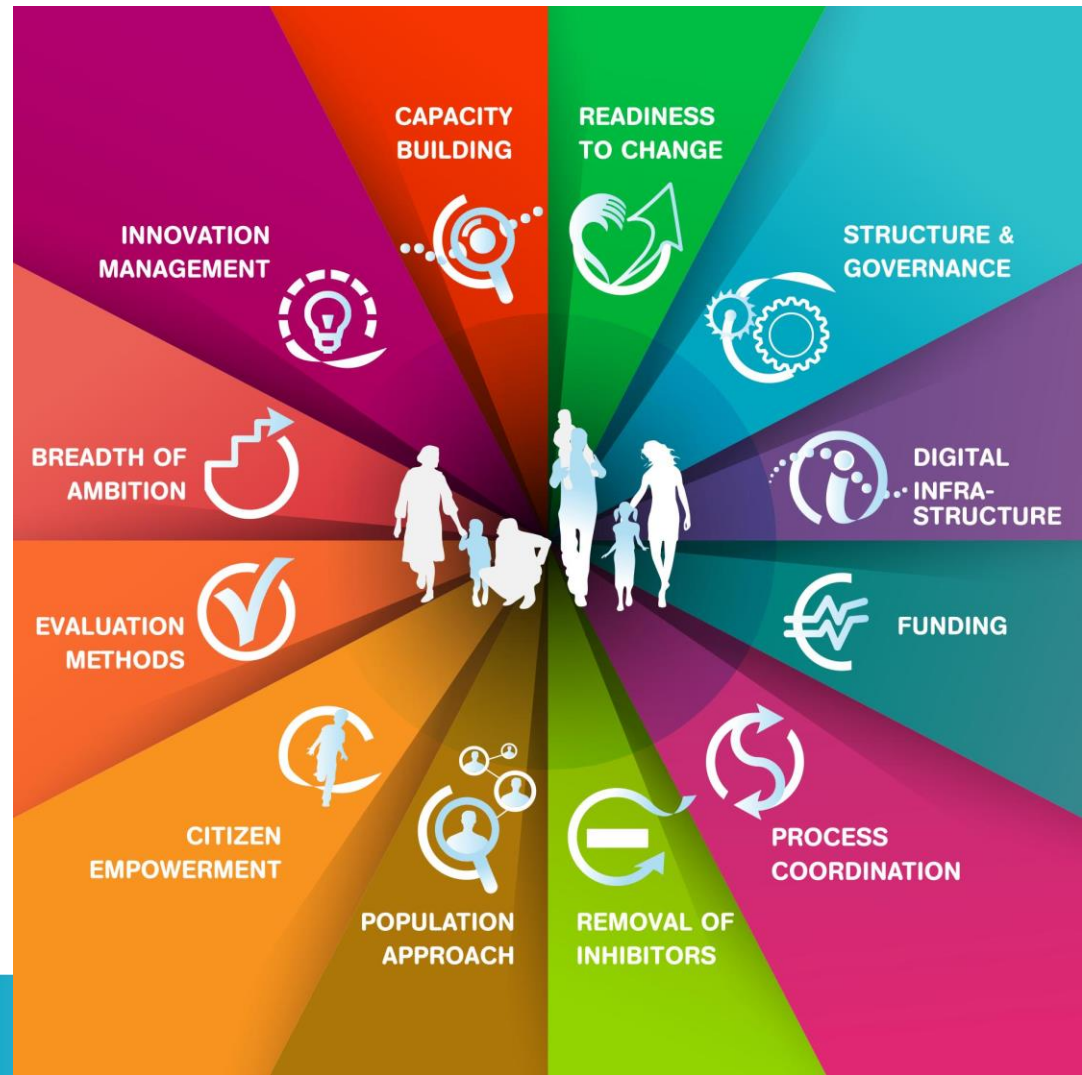 CAPACITY
BUILDING
READINESS
TO CHANGE
STRUCTURE &
GOVERNANCE
DIGITAL
INFRA-
STRUCTURE
FUNDING
PROCESS
COORDINATION
REMOVAL OF
INHIBITORS
POPULATION
APPROACH
CITIZEN
EMPOWERMENT
EVALUATION
METHODS
BREADTH OF
AMBITION
INNOVATION
MANAGEMENT